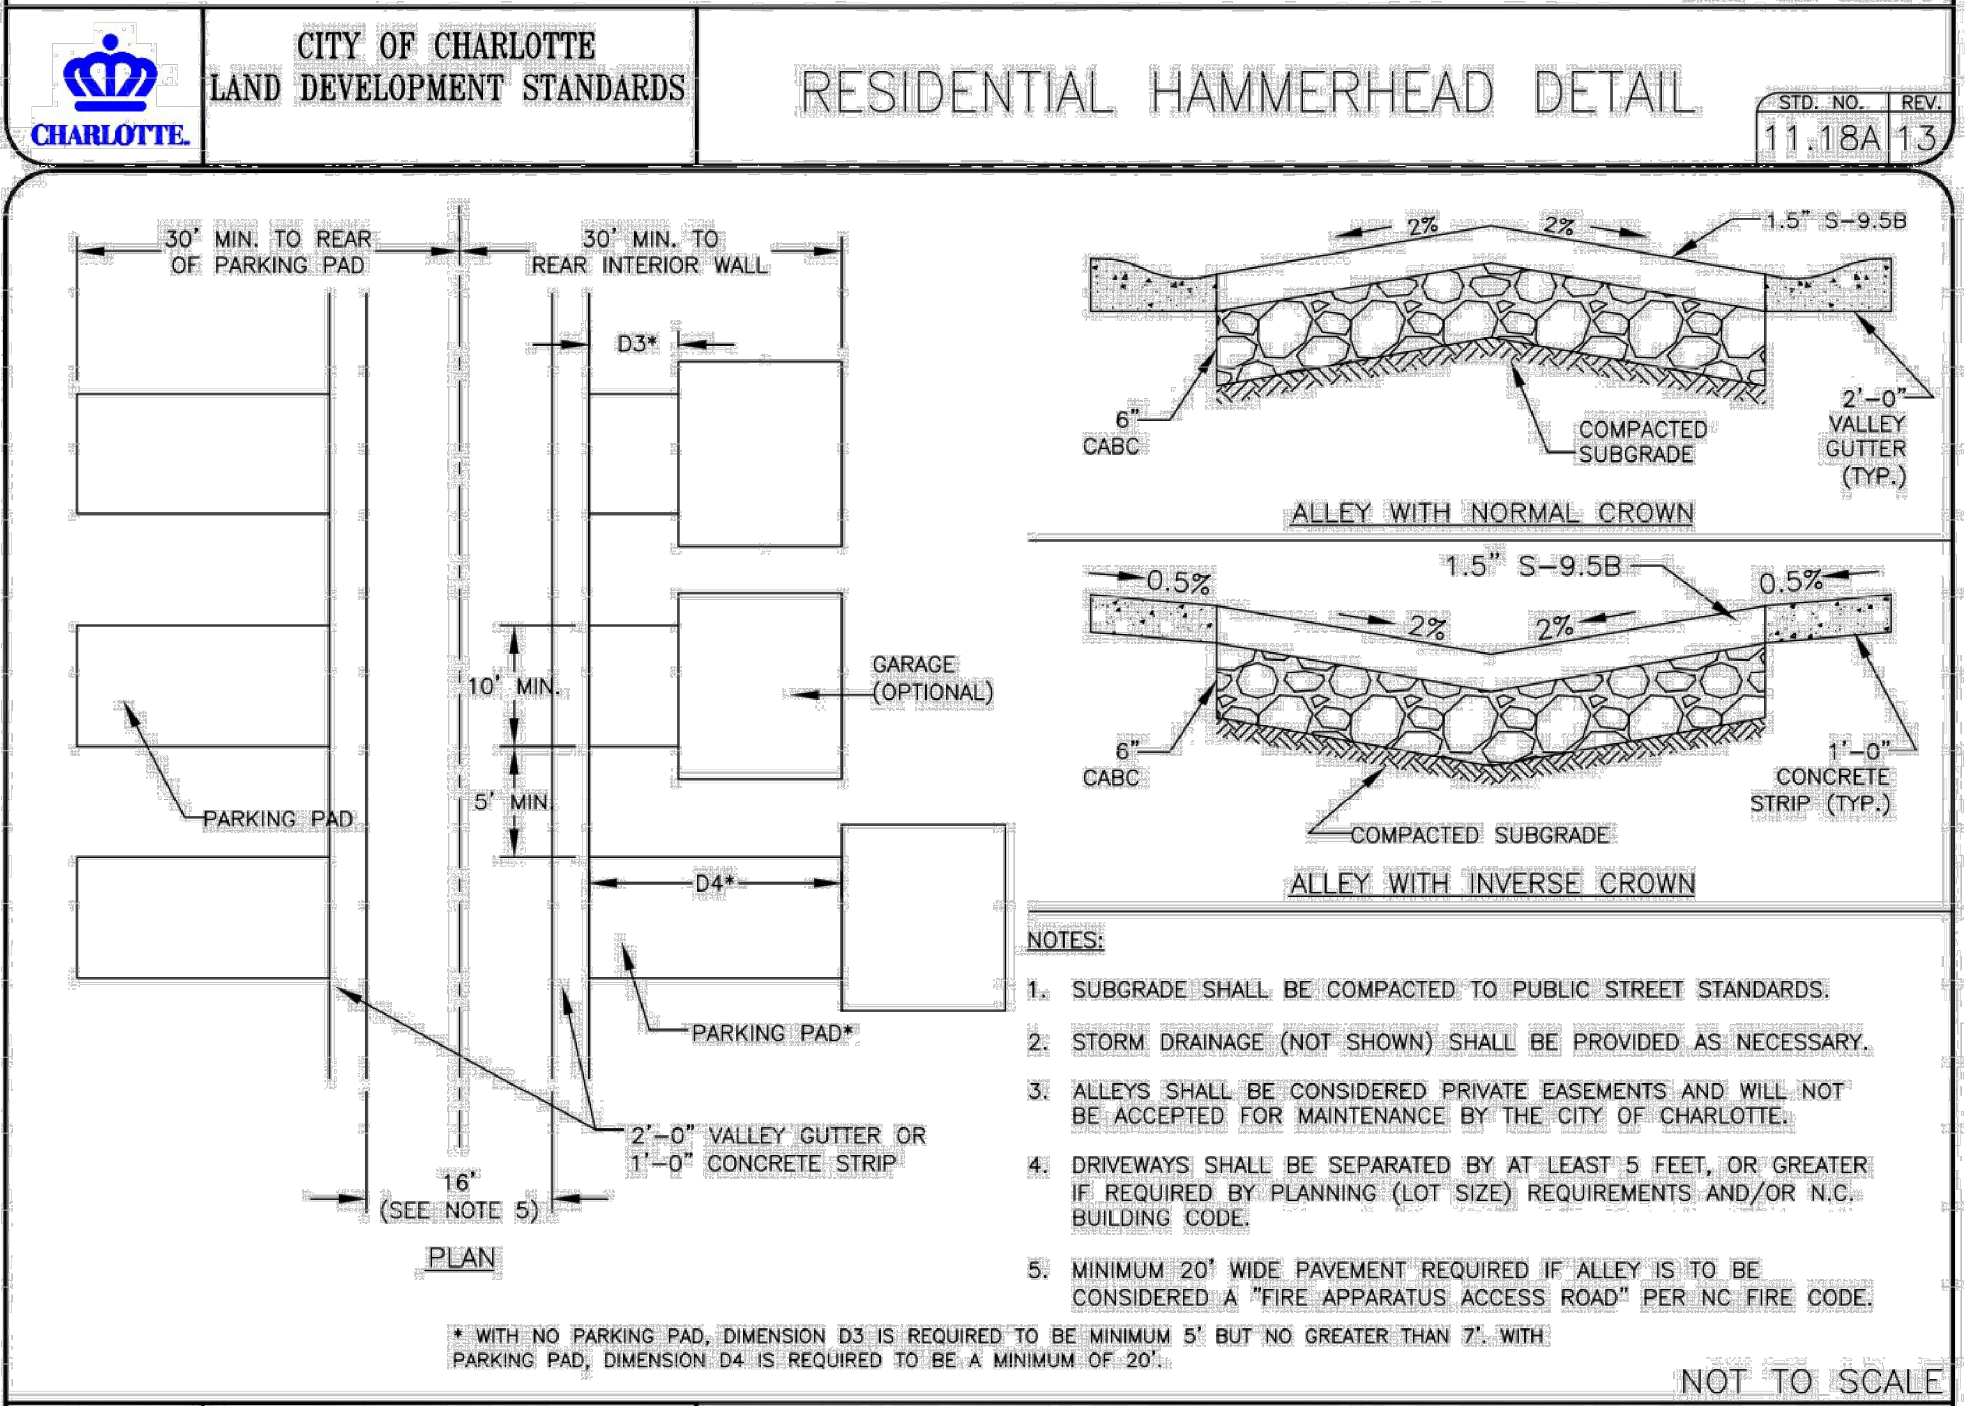 CHARLOTTE.
CITY OF CHARLOTTE
LAND DEVELOPMENT STANDARDS
RESIDENTIAL HAMMERHEAD DETAIL
STD. NO.
REV.
11.18A
13
30' MIN. TO REAR
OF PARKING PAD
30' MIN. TO
REAR INTERIOR WALL
D3*
10' MIN.
5' MIN.
GARAGE
(OPTIONAL)
PARKING PAD
D4*
PARKING PAD*
2'-0" VALLEY GUTTER OR
1'-0" CONCRETE STRIP
16'
(SEE NOTE 5)
PLAN
2%
2%
1.5" S-9.5B
6"
CABC
COMPACTED
SUBGRADE
2'-0"
VALLEY
GUTTER
(TYP.)
ALLEY WITH NORMAL CROWN
1.5" S-9.5B
0.5%
0.5%
2%
2%
6"
CABC
1'-0"
CONCRETE
STRIP (TYP.)
COMPACTED SUBGRADE
ALLEY WITH INVERSE CROWN
NOTES:
1. SUBGRADE SHALL BE COMPACTED TO PUBLIC STREET STANDARDS.
2. STORM DRAINAGE (NOT SHOWN) SHALL BE PROVIDED AS NECESSARY.
3. ALLEYS SHALL BE CONSIDERED PRIVATE EASEMENTS AND WILL NOT
BE ACCEPTED FOR MAINTENANCE BY THE CITY OF CHARLOTTE.
4. DRIVEWAYS SHALL BE SEPARATED BY AT LEAST 5 FEET, OR GREATER
IF REQUIRED BY PLANNING (LOT SIZE) REQUIREMENTS AND/OR N.C.
BUILDING CODE.
5. MINIMUM 20' WIDE PAVEMENT REQUIRED IF ALLEY IS TO BE
CONSIDERED A "FIRE APPARATUS ACCESS ROAD" PER NC FIRE CODE.
* WITH NO PARKING PAD, DIMENSION D3 IS REQUIRED TO BE MINIMUM 5' BUT NO GREATER THAN 7'. WITH
PARKING PAD, DIMENSION D4 IS REQUIRED TO BE A MINIMUM OF 20'.
NOT TO SCALE